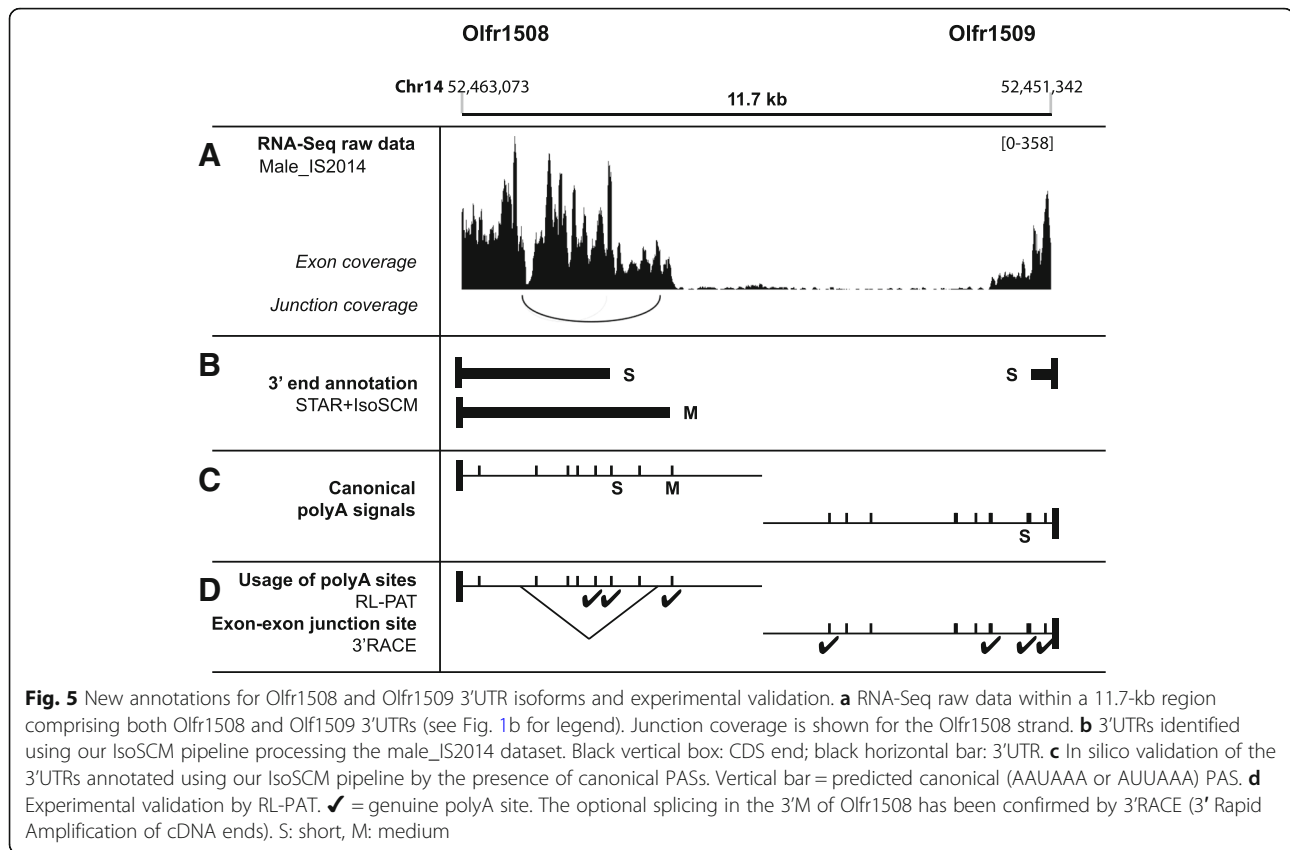 Olfr1508 Olfr1509
Chr14 52,463,073 52,451,342
11.7 kb
A RNA-Seq raw data [0-358]
Male_IS2014
Exon coverage
Junction coverage
B 3' end annotation S S
STAR+IsoSCM M
C Canonical S M
polyA signals S
D Usage of polyA sites
RL-PAT
Exon-exon junction site
3'RACE
Fig. 5 New annotations for Olfr1508 and Olfr1509 3'UTR isoforms and experimental validation. a RNA-Seq raw data within a 11.7-kb region
comprising both Olfr1508 and Olf1509 3'UTRs (see Fig. 1b for legend). Junction coverage is shown for the Olfr1508 strand. b 3'UTRs identified
using our IsoSCM pipeline processing the male_IS2014 dataset. Black vertical box: CDS end; black horizontal bar: 3'UTR. c In silico validation of the
3'UTRs annotated using our IsoSCM pipeline by the presence of canonical PASs. Vertical bar = predicted canonical (AAUAAA or AUUAAA) PAS. d
Experimental validation by RL-PAT. ✔ = genuine polyA site. The optional splicing in the 3'M of Olfr1508 has been confirmed by 3'RACE (3' Rapid
Amplification of cDNA ends). S: short, M: medium